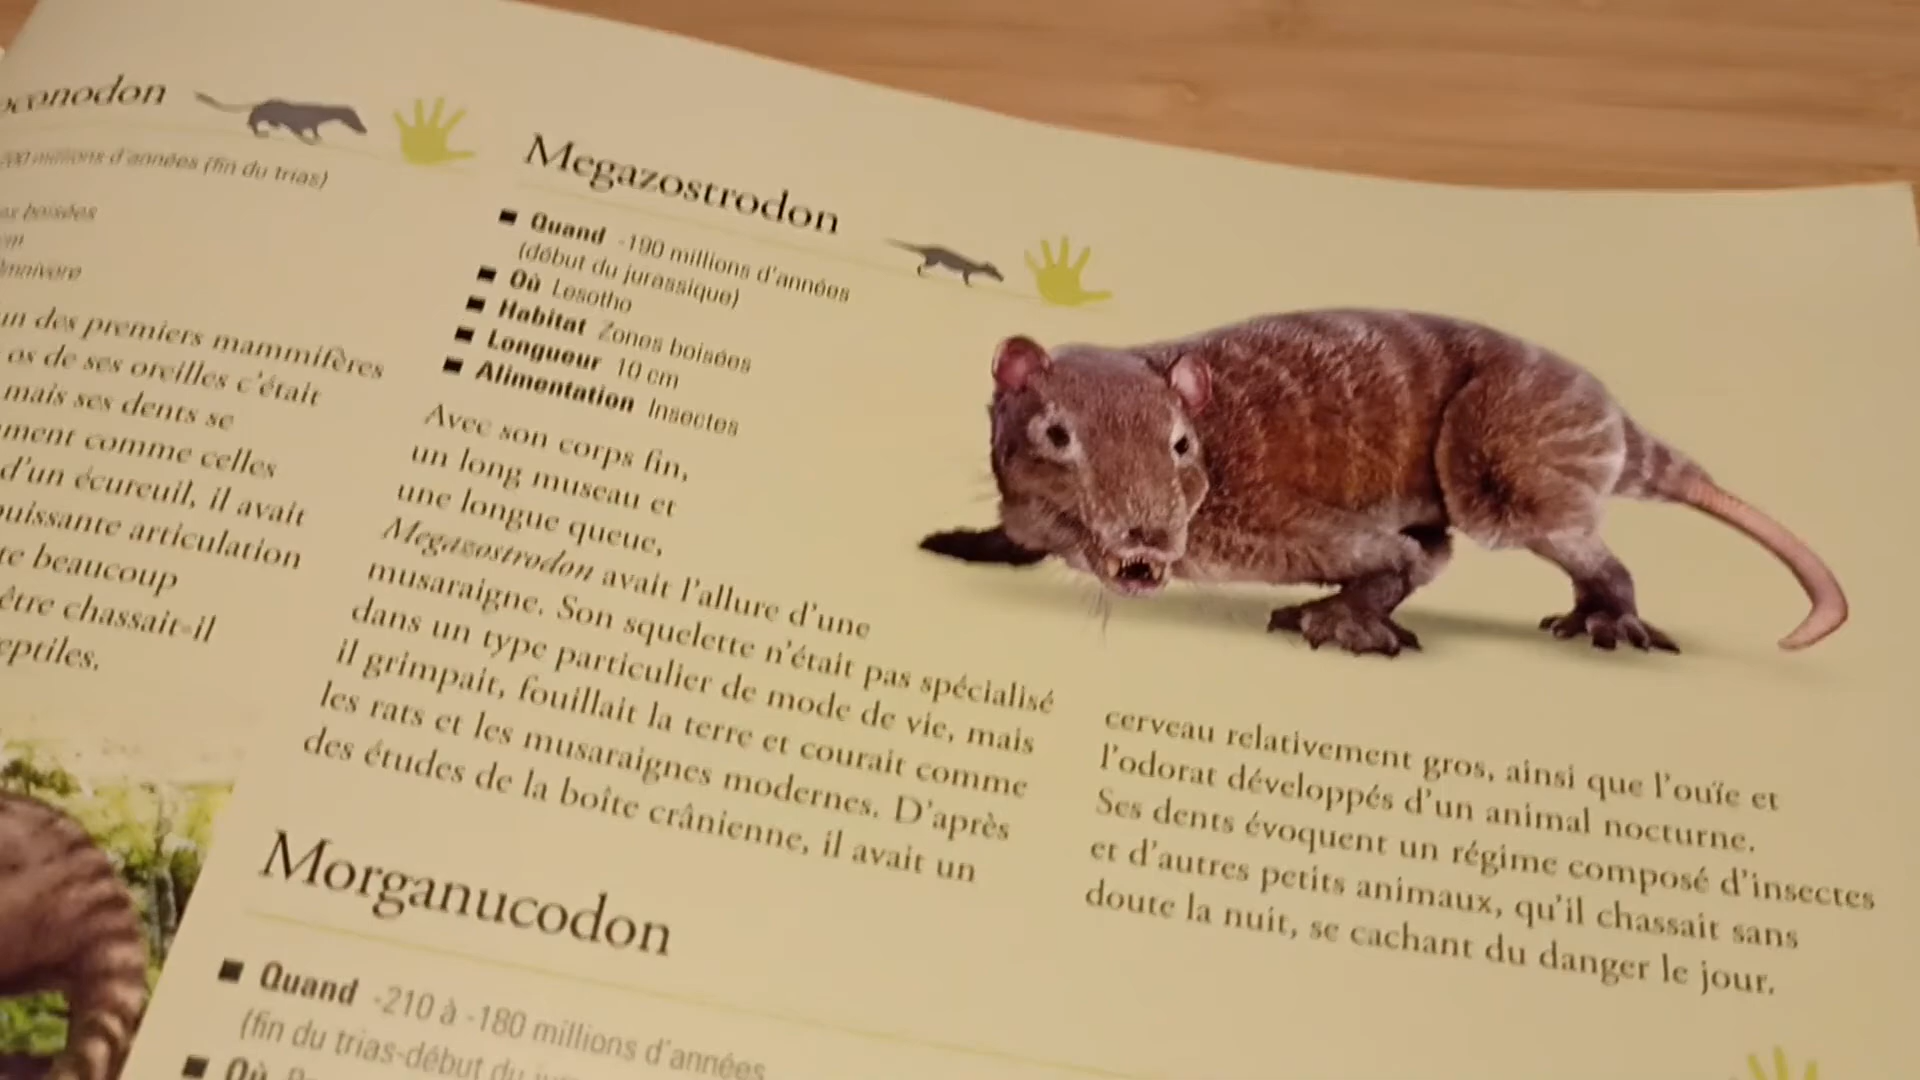 millions d'années (fin du trias)
boisées
cm
un des premiers mammifères
os de ses oreilles c'était
mais ses dents se
comme celles
d'un écureuil, il avait
puissante articulation
beaucoup
être chassait-il
reptiles.
Megazostrodon
Quand -190 millions d'années
(début du jurassique)
Où Lesotho
Habitat Zones boisées
Longueur 10 cm
Alimentation Insectes
Avec son corps fin,
un long museau et
une longue queue,
Megazostrodon avait l'allure d'une
musaraigne. Son squelette n'était pas spécialisé
dans un type particulier de mode de vie, mais
il grimpait, fouillait la terre et courait comme
les rats et les musaraignes modernes. D'après
des études de la boîte crânienne, il avait un
cerveau relativement gros, ainsi que l'ouïe et
l'odorat développés d'un animal nocturne.
Ses dents évoquent un régime composé d'insectes
et d'autres petits animaux, qu'il chassait sans
doute la nuit, se cachant du danger le jour.
Morganucodon
Quand -210 à -180 millions d'années
(fin du trias-début du
Où